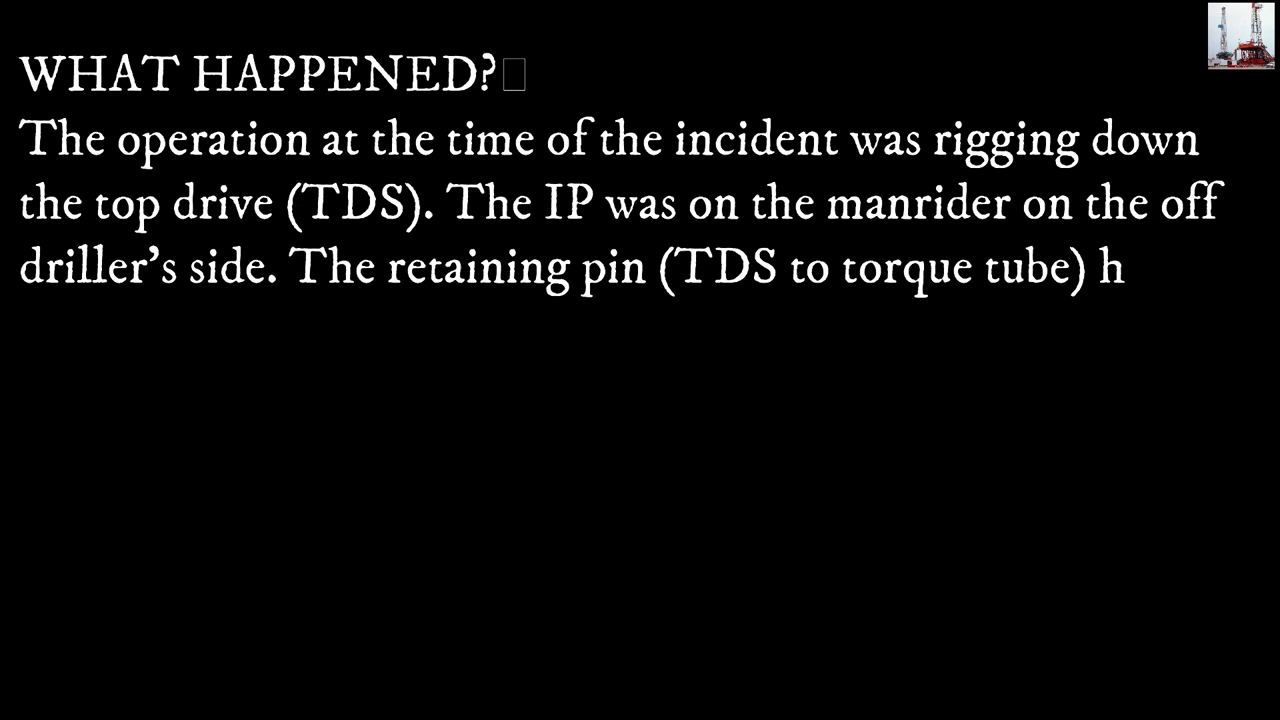 WHAT HAPPENED?
The operation at the time of the incident was rigging down
the top drive (TDS). The IP was on the manrider on the off
driller's side. The retaining pin (TDS to torque tube) h